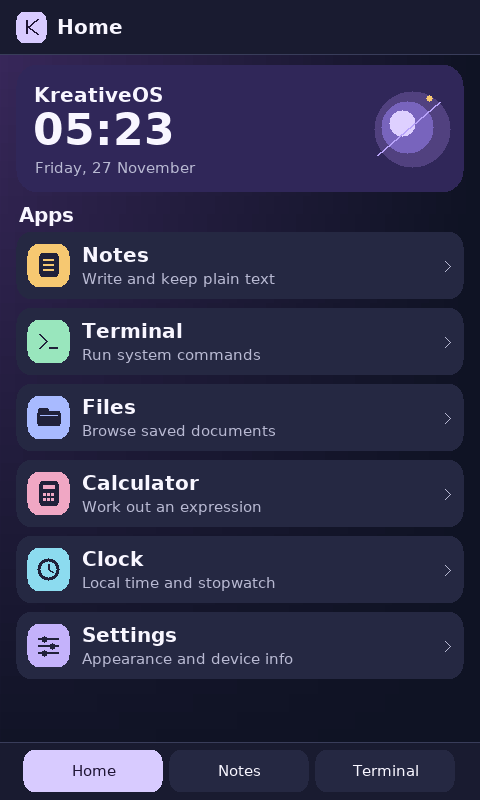 Home
KreativeOS
05:23
Friday, 27 November
Apps
Notes
Write and keep plain text
Terminal
Run system commands
Files
Browse saved documents
Calculator
Work out an expression
Clock
Local time and stopwatch
Settings
Appearance and device info
Home Notes Terminal